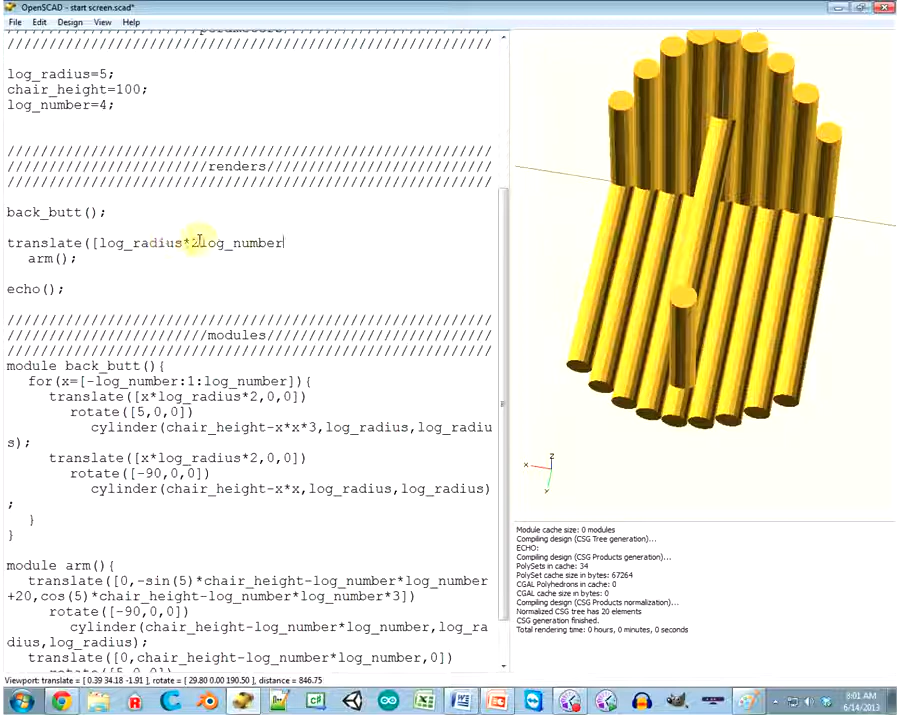 OpenSCAD - start screen.scad*
File Edit Design View Help
////////////////////////parameters//////////////////////////
///////////////////////////////////////////////////////////
log_radius=5;
chair_height=100;
log_number=4;
///////////////////////////////////////////////////////////
////////////////////////renders////////////////////////////
///////////////////////////////////////////////////////////
back_butt();
translate([log_radius*2log_number
arm();
echo();
///////////////////////////////////////////////////////////
////////////////////////modules////////////////////////////
///////////////////////////////////////////////////////////
module back_butt(){
for(x=[-log_number:1:log_number]){
translate([x*log_radius*2,0,0])
rotate([5,0,0])
cylinder(chair_height-x*x*3,log_radius,log_radiu
s);
translate([x*log_radius*2,0,0])
rotate([-90,0,0])
cylinder(chair_height-x*x,log_radius,log_radius)
;
}
}
module arm(){
translate([0,-sin(5)*chair_height-log_number*log_number
+20,cos(5)*chair_height-log_number*log_number*3])
rotate([-90,0,0])
cylinder(chair_height-log_number*log_number,log_ra
dius,log_radius);
translate([0,chair_height-log_number*log_number,0])
x
z
y
Module cache size: 0 modules
Compiling design (CSG Tree generation)...
ECHO:
Compiling design (CSG Products generation)...
PolySets in cache: 34
PolySet cache size in bytes: 67264
CGAL Polyhedrons in cache: 0
CGAL cache size in bytes: 0
Compiling design (CSG Products normalization)...
Normalized CSG tree has 20 elements
CSG generation finished.
Total rendering time: 0 hours, 0 minutes, 0 seconds
Viewport: translate = [ 0.39 34.18 -1.91 ], rotate = [ 29.80 0.00 190.50 ], distance = 846.75
8:01 AM
6/14/2013